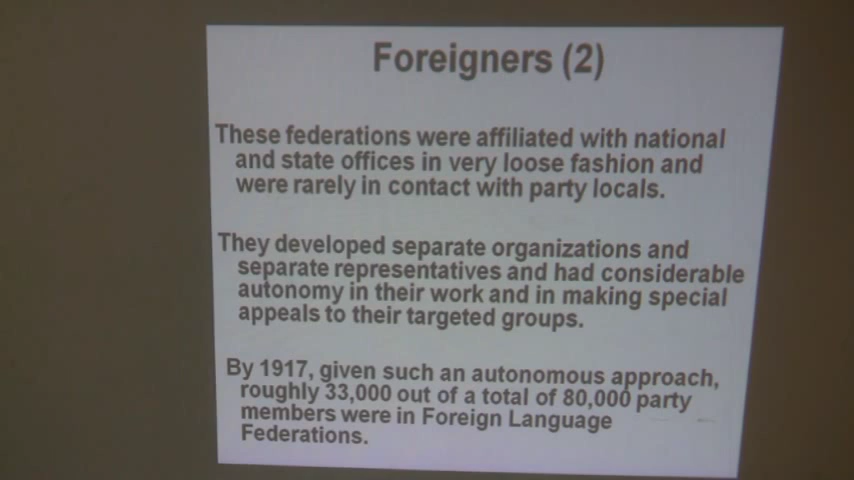 Foreigners (2)
These federations were affiliated with national
and state offices in very loose fashion and
were rarely in contact with party locals.
They developed separate organizations and
separate representatives and had considerable
autonomy in their work and in making special
appeals to their targeted groups.
By 1917, given such an autonomous approach,
roughly 33,000 out of a total of 80,000 party
members were in Foreign Language
Federations.